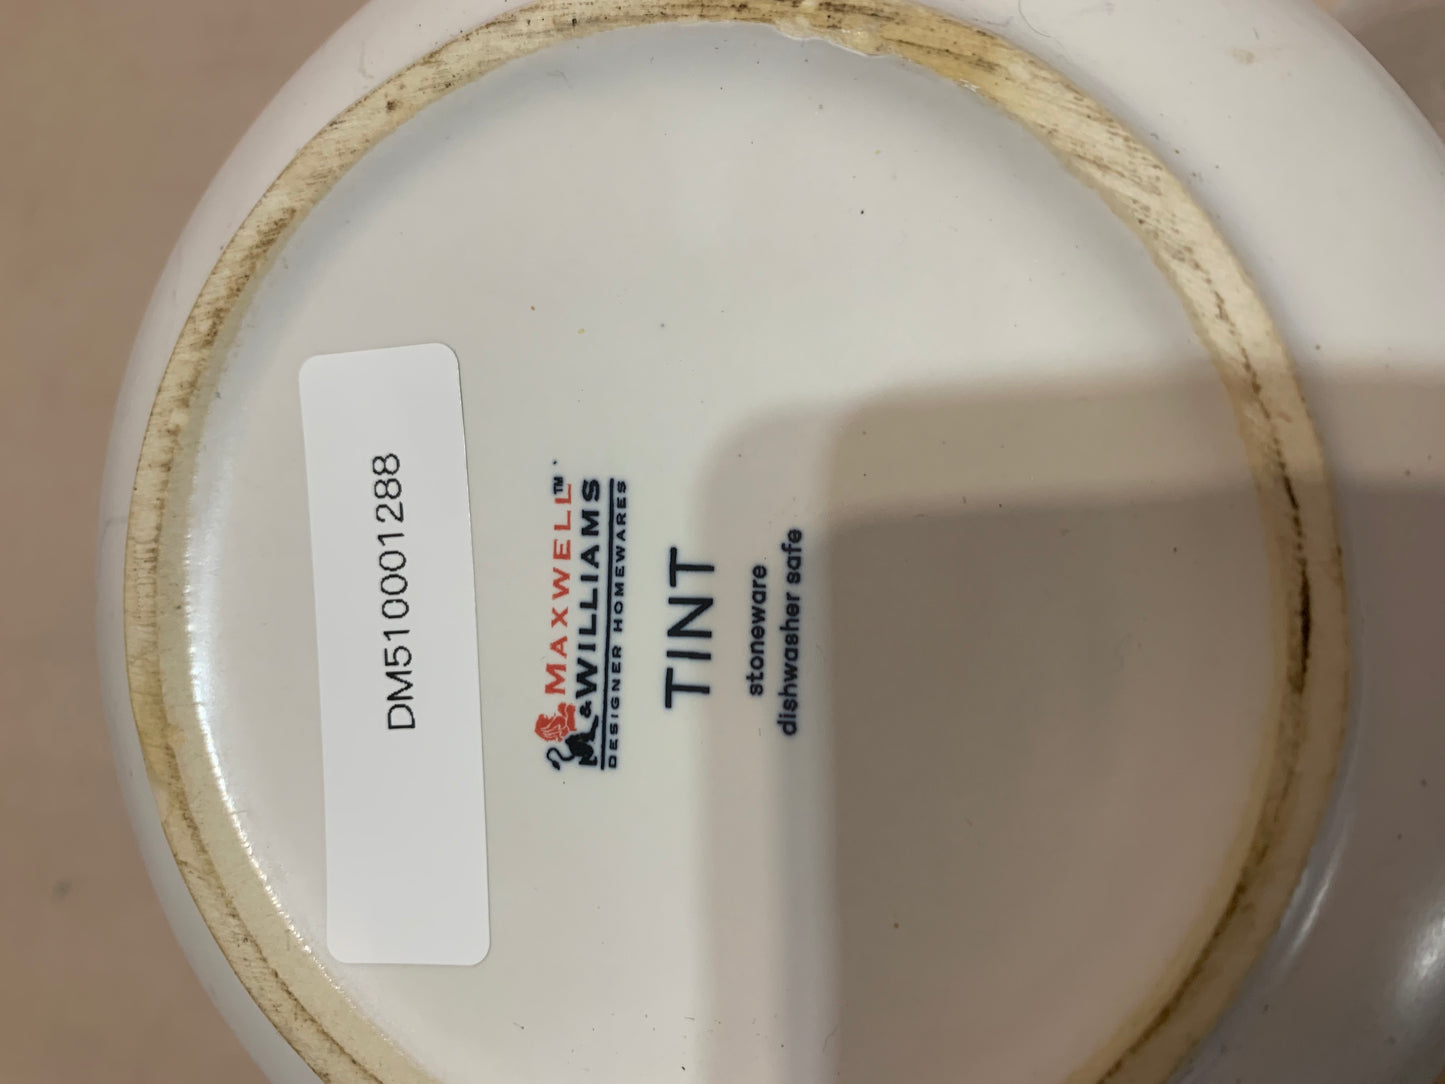 DM510001288
MAXWELL™
&WILLIAMS
DESIGNER HOMEWARES
TINT
stoneware
dishwasher safe